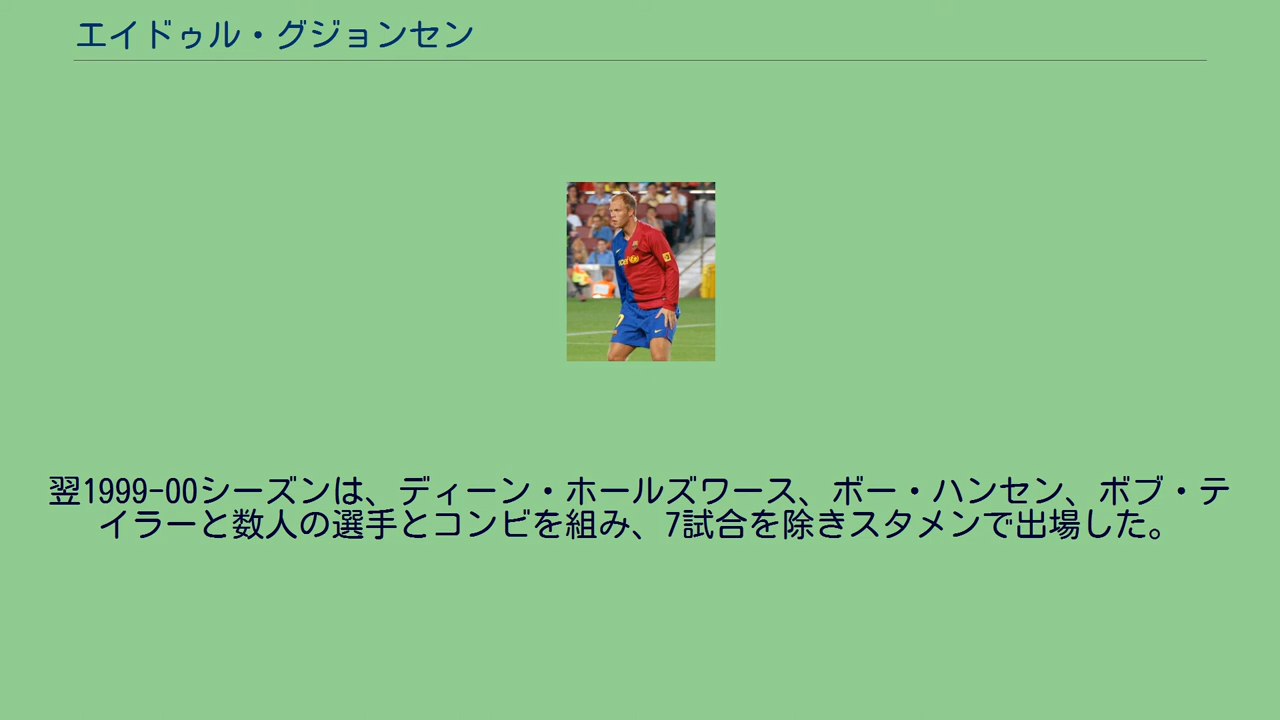 エイドゥル・グジョンセン
翌1999-00シーズンは、ディーン・ホールズワース、ボー・ハンセン、ボブ・テ
イラーと数人の選手とコンビを組み、7試合を除きスタメンで出場した。